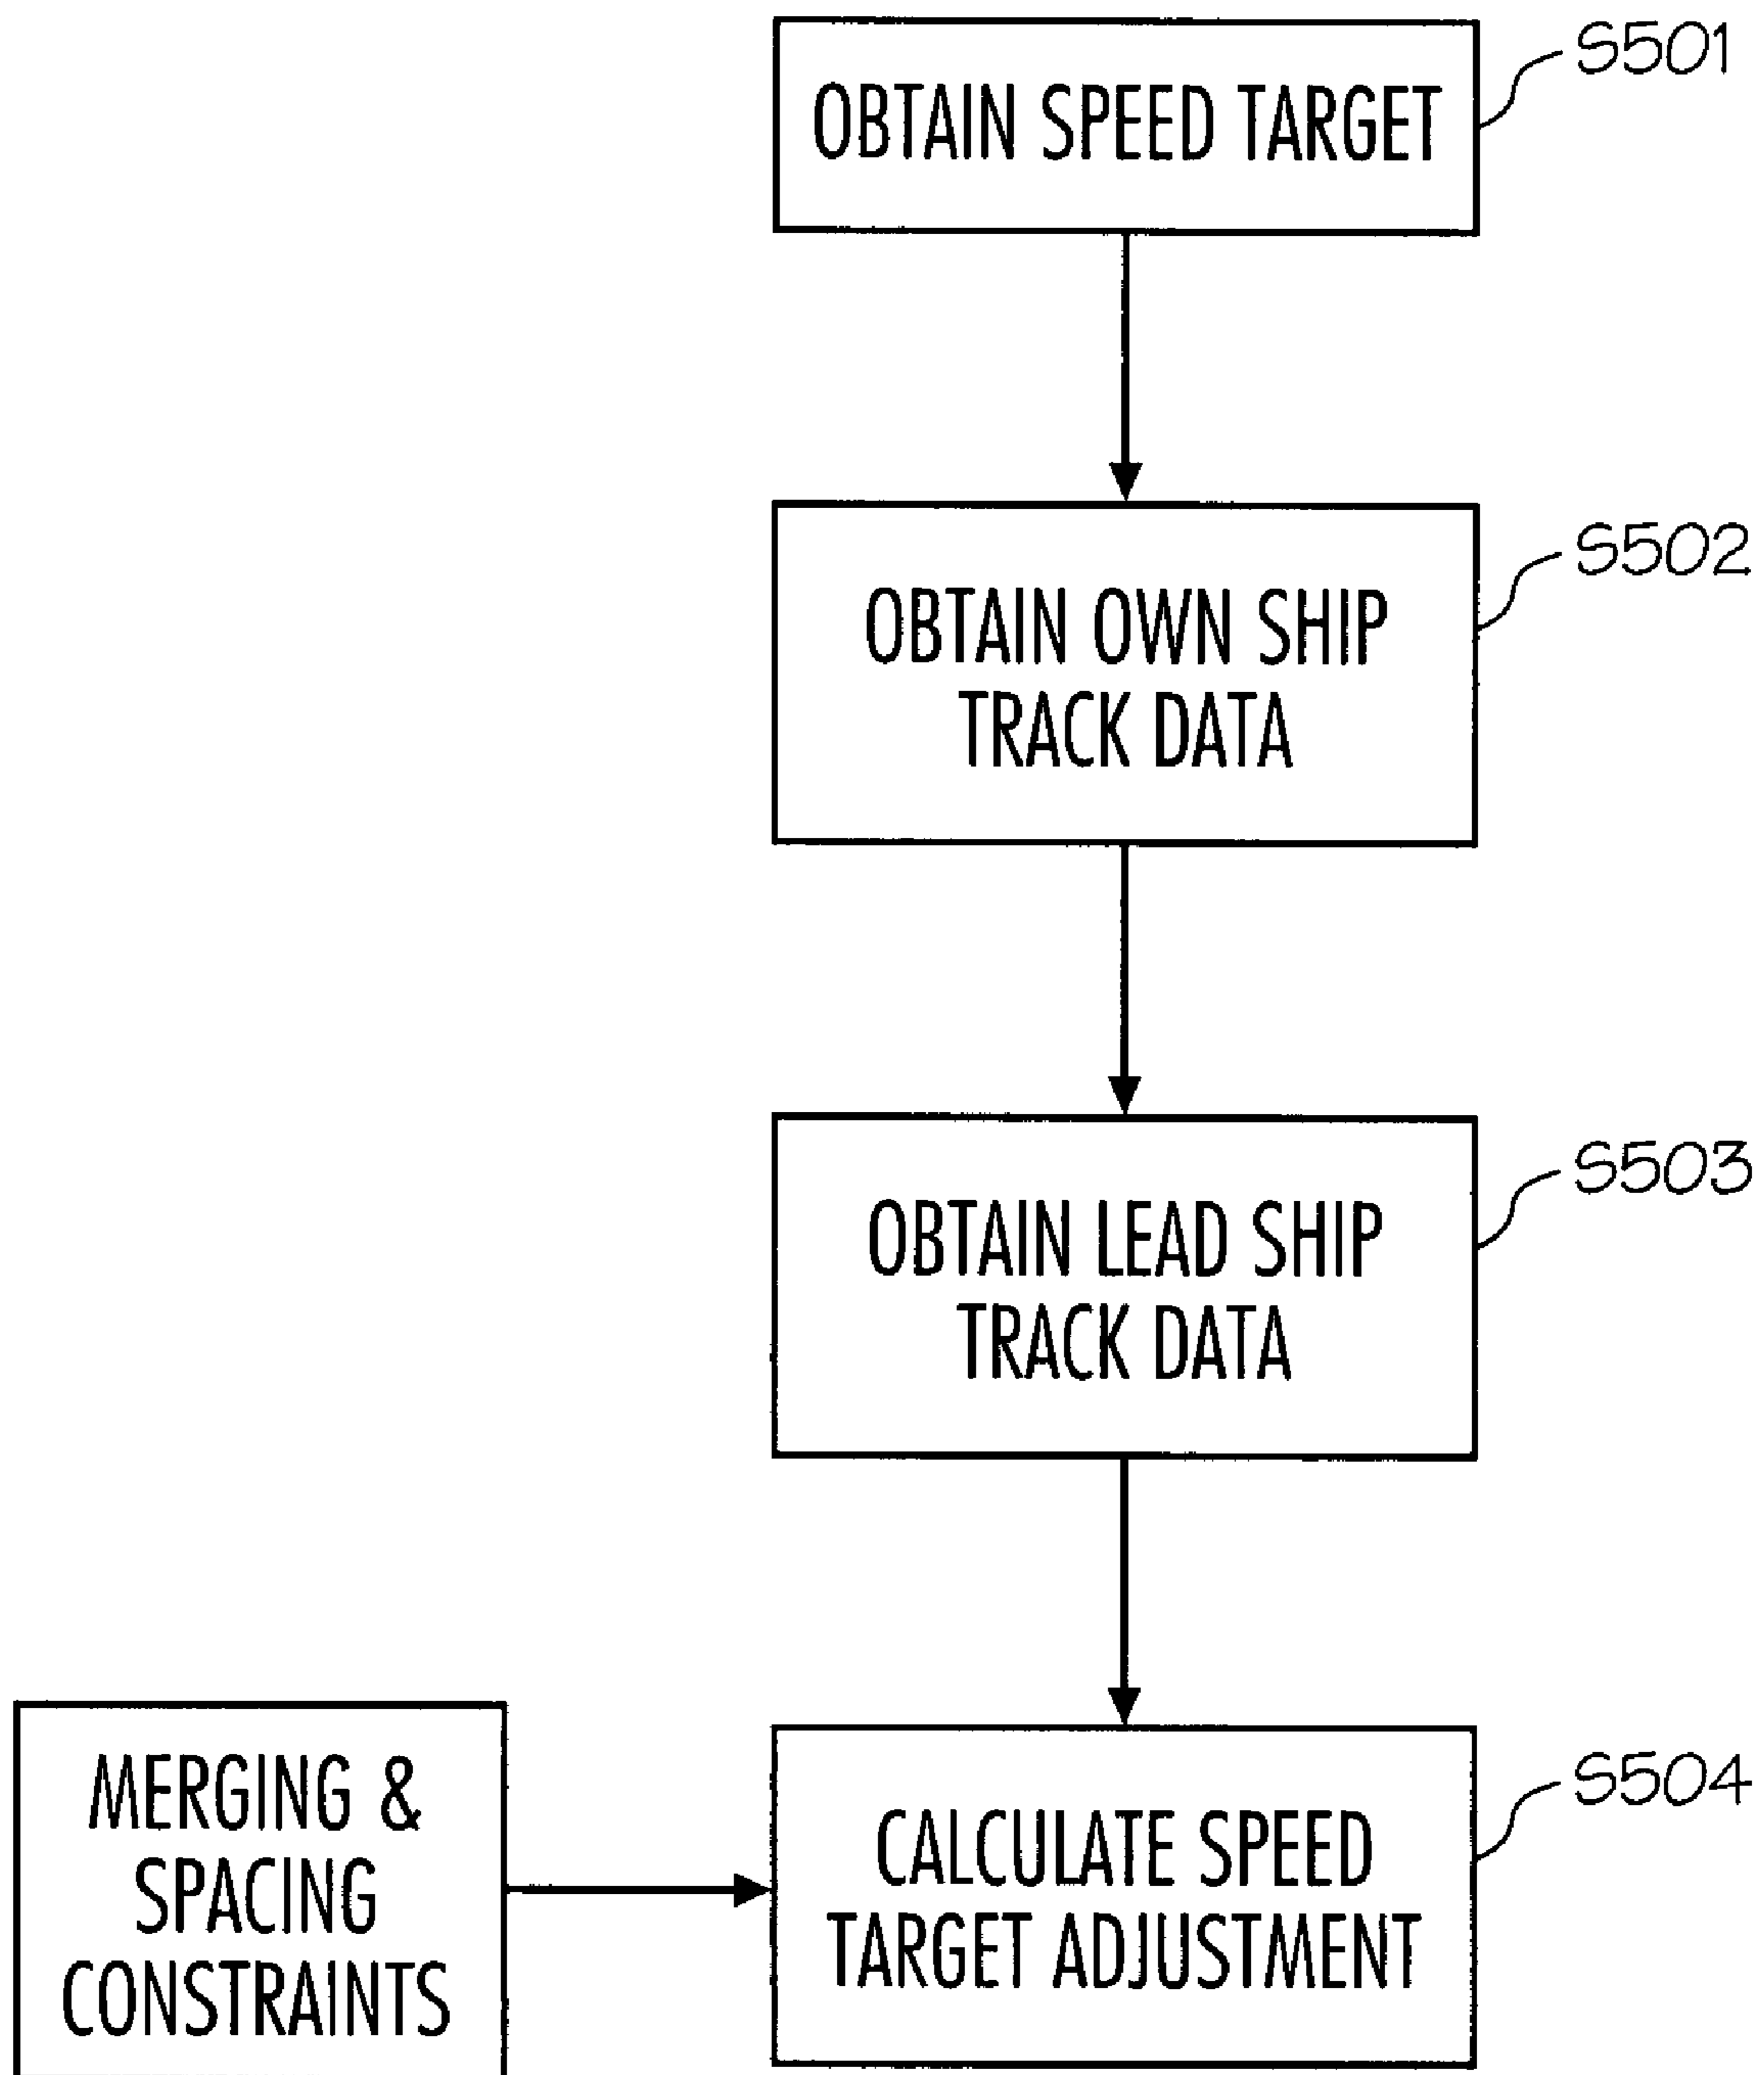 OBTAIN SPEED TARGET
S501
OBTAIN OWN SHIP
TRACK DATA
S502
OBTAIN LEAD SHIP
TRACK DATA
S503
MERGING &
SPACING
CONSTRAINTS
CALCULATE SPEED
TARGET ADJUSTMENT
S504